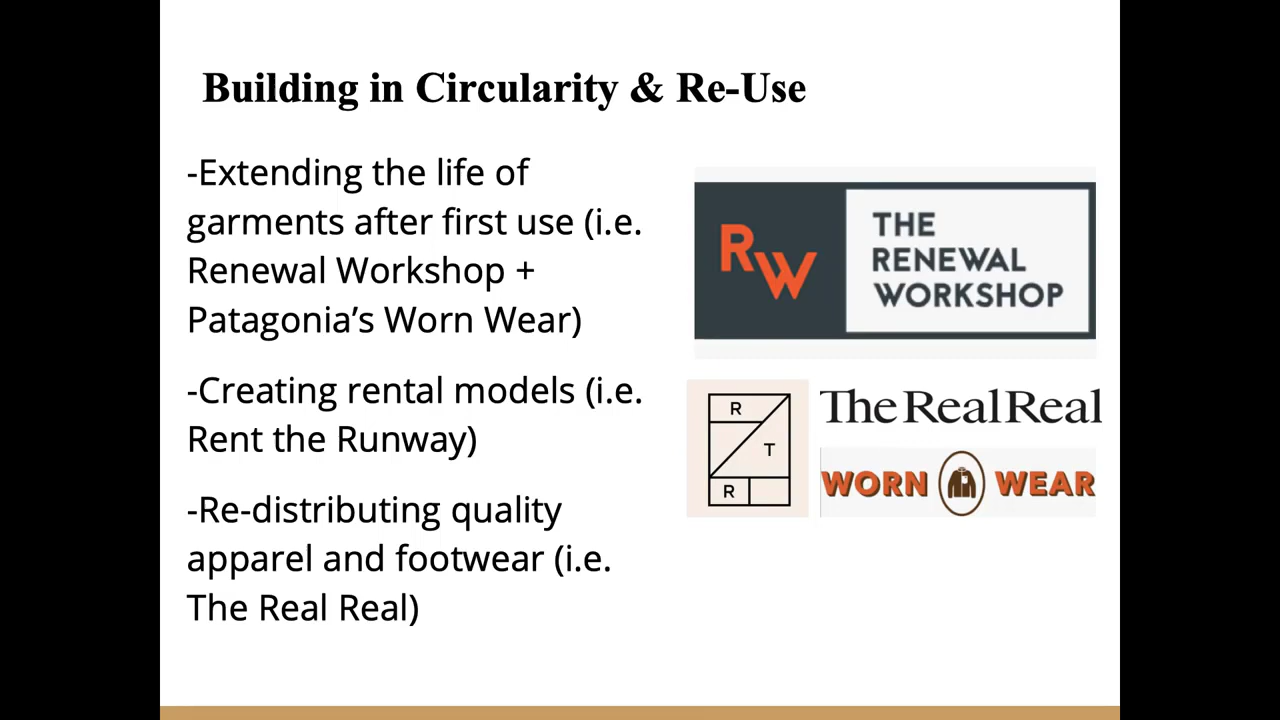 Building in Circularity & Re-Use
-Extending the life of
garments after first use (i.e.
Renewal Workshop +
Patagonia’s Worn Wear)
-Creating rental models (i.e.
Rent the Runway)
-Re-distributing quality
apparel and footwear (i.e.
The Real Real)
RW
THE
RENEWAL
WORKSHOP
R
T
R
The RealReal
WORN WEAR